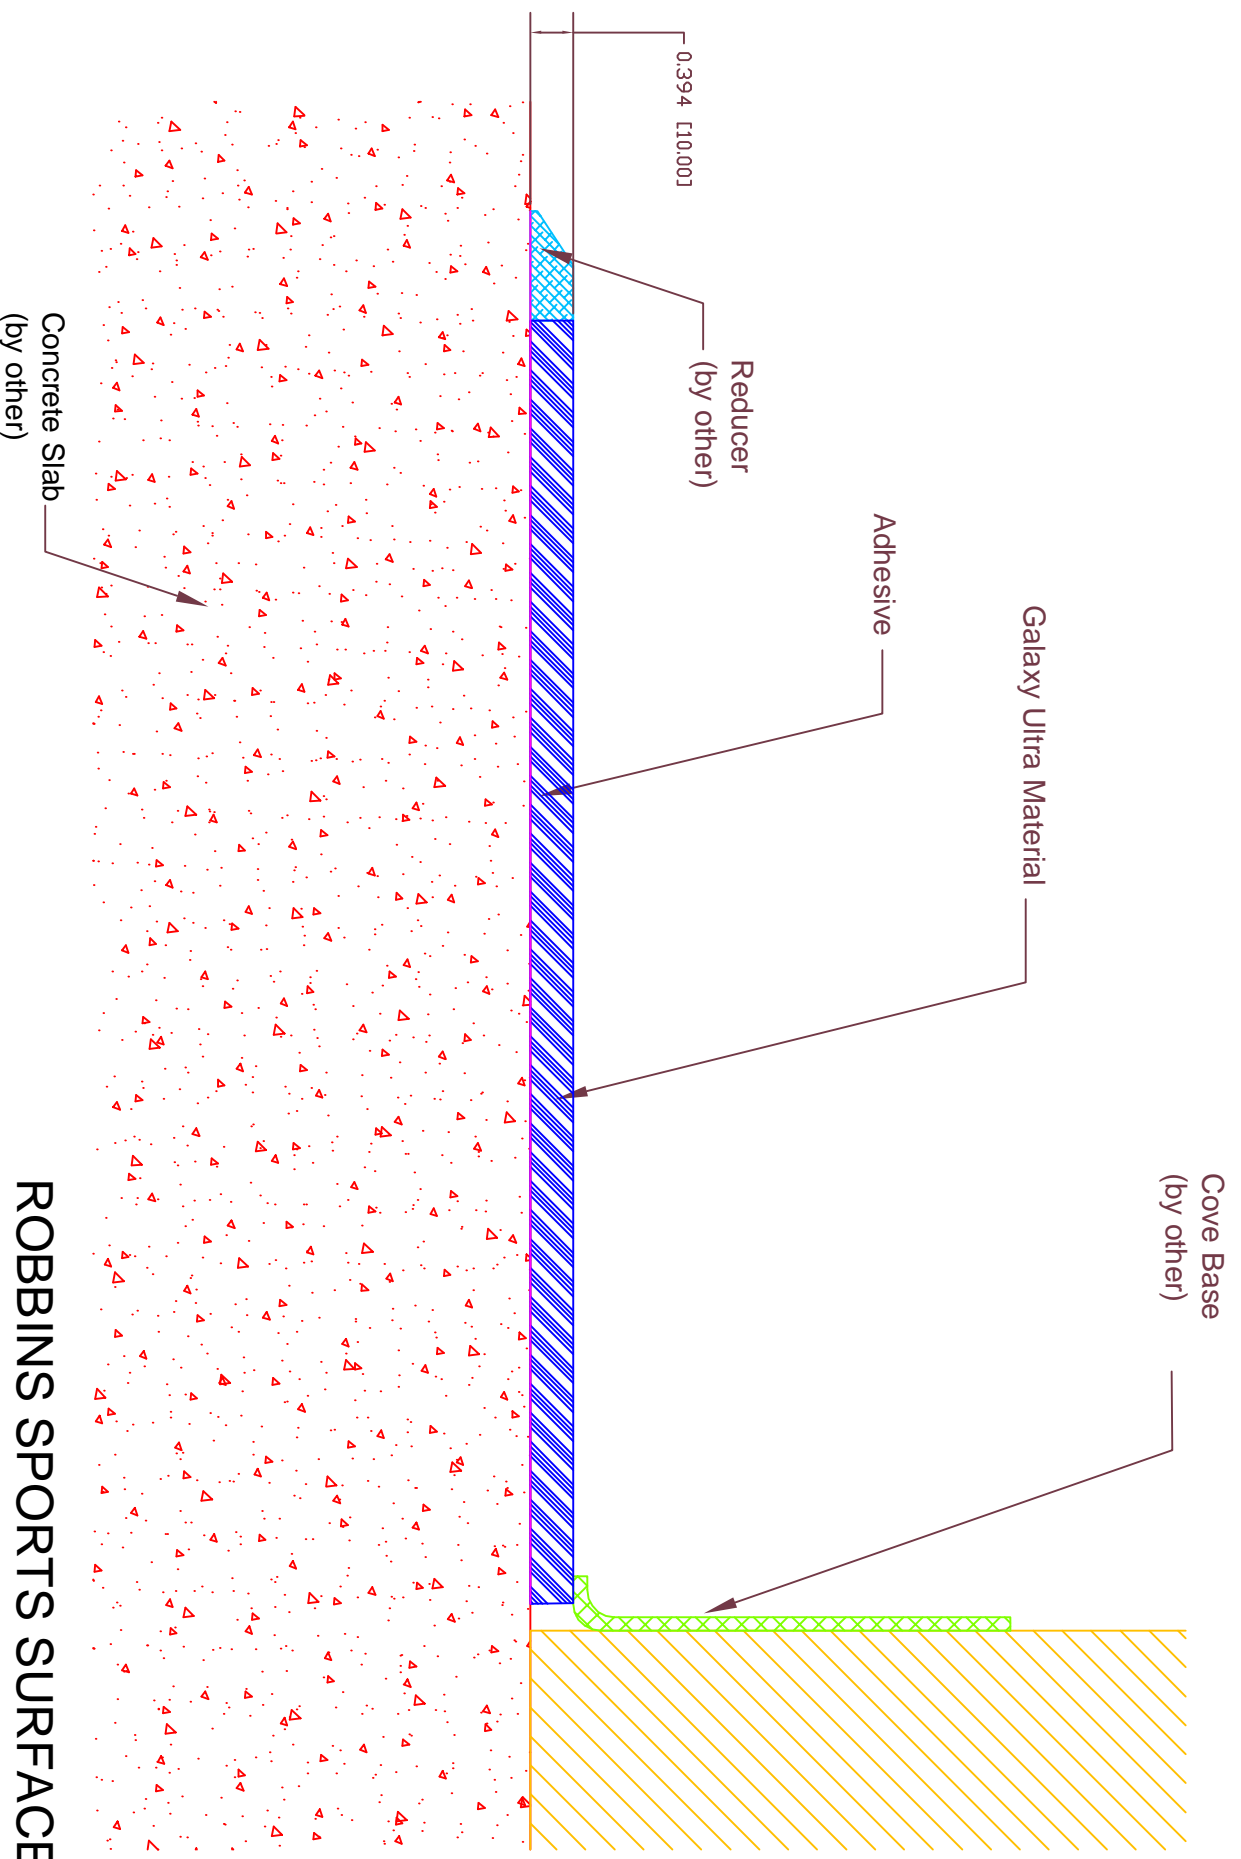 Cove Base
(by other)
Galaxy Ultra Material
Adhesive
Reducer
(by other)
0.394 [10.00]
Concrete Slab
(by other)
ROBBINS SPORTS SURFACE